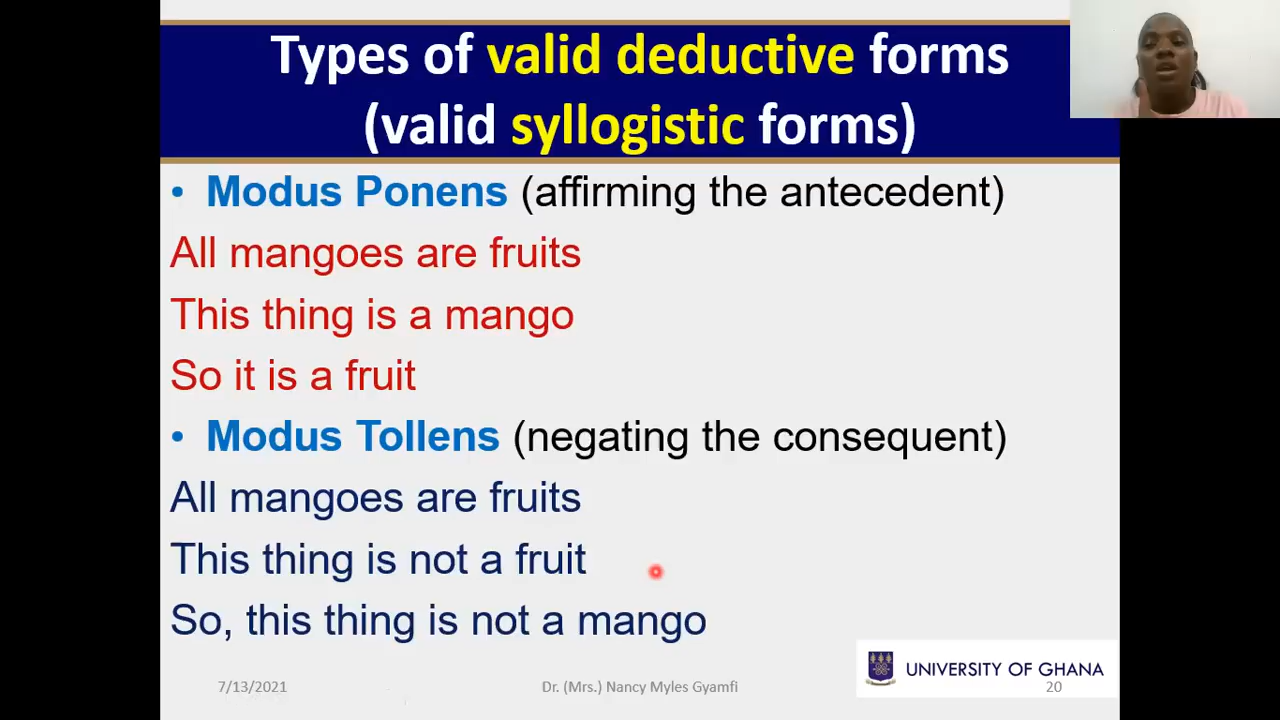 Types of valid deductive forms
(valid syllogistic forms)
• Modus Ponens (affirming the antecedent)
All mangoes are fruits
This thing is a mango
So it is a fruit
• Modus Tollens (negating the consequent)
All mangoes are fruits
This thing is not a fruit
So, this thing is not a mango
UNIVERSITY OF GHANA
7/13/2021 Dr. (Mrs.) Nancy Myles Gyamfi 20